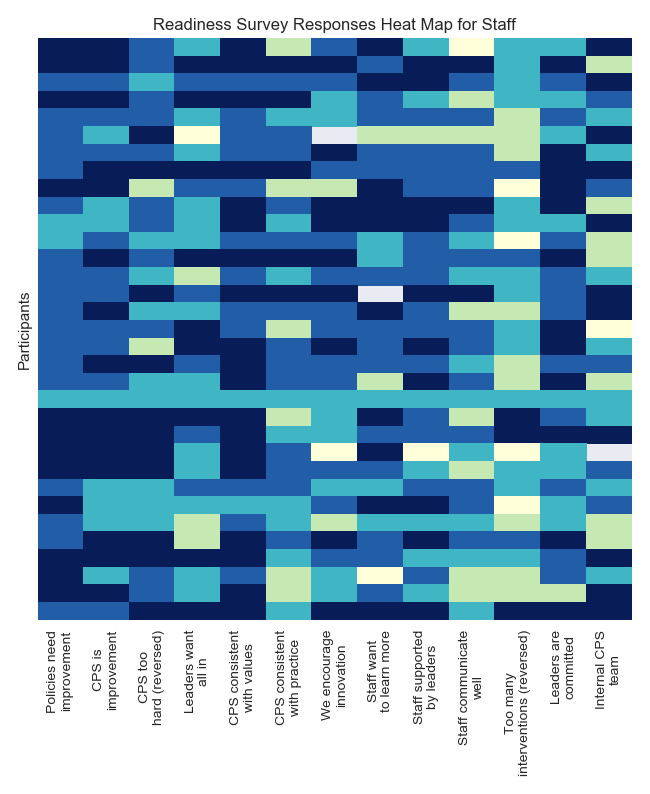 Readiness Survey Responses Heat Map for Staff
Participants
Policies need
improvement
CPS is
improvement
CPS too
hard (reversed)
Leaders want
all in
CPS consistent
with values
CPS consistent
with practice
We encourage
innovation
Staff want
to learn more
Staff supported
by leaders
Staff communicate
well
Too many
interventions (reversed)
Leaders are
committed
Internal CPS
team